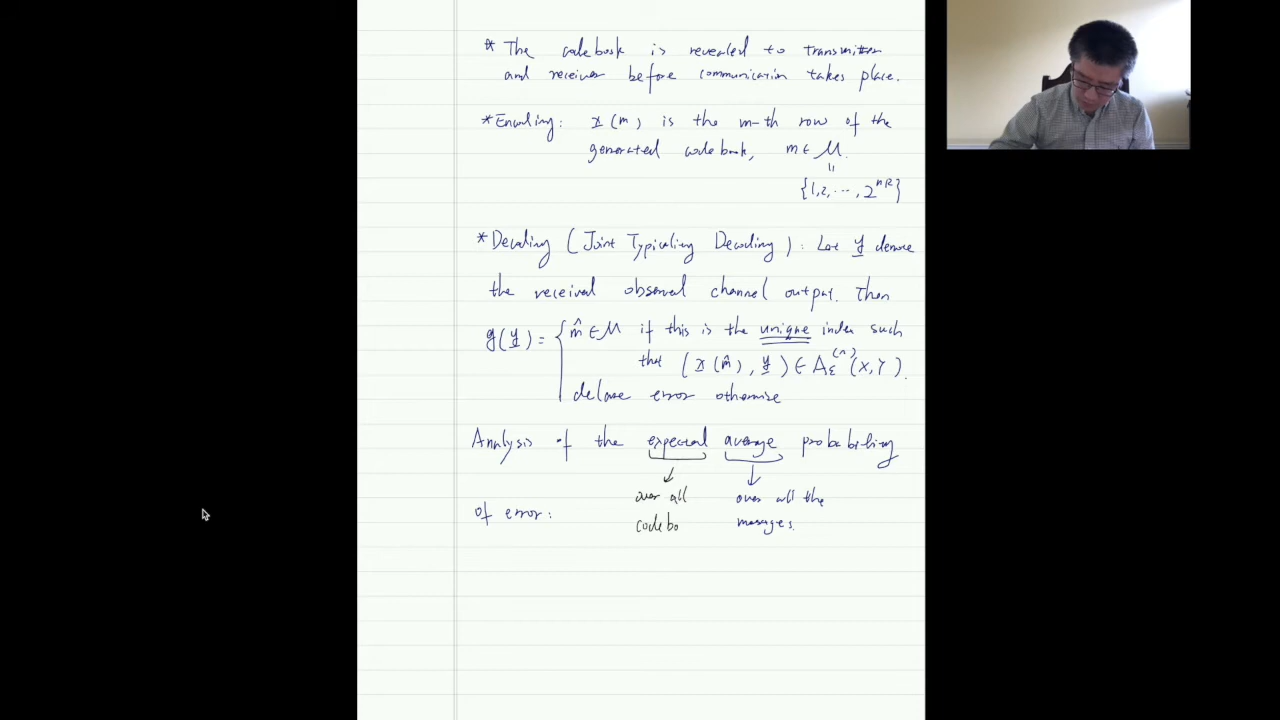 * The codebook is revealed to transmitter
and receiver before communication takes place.
* Encoding: x(m) is the m-th row of the
generated codebook, m ∈ M.
=
{1,2, ⋯, 2^{nR}}
* Decoding (Joint Typicality Decoding): Let y denote
the received observed channel output. Then
g(y) = { m̂ ∈ M if this is the unique index such
that (x(m̂), y) ∈ A_ε^{(n)}(X,Y).
declare error otherwise
Analysis of the expected average probability
of error: over all codebo
over all the messages.